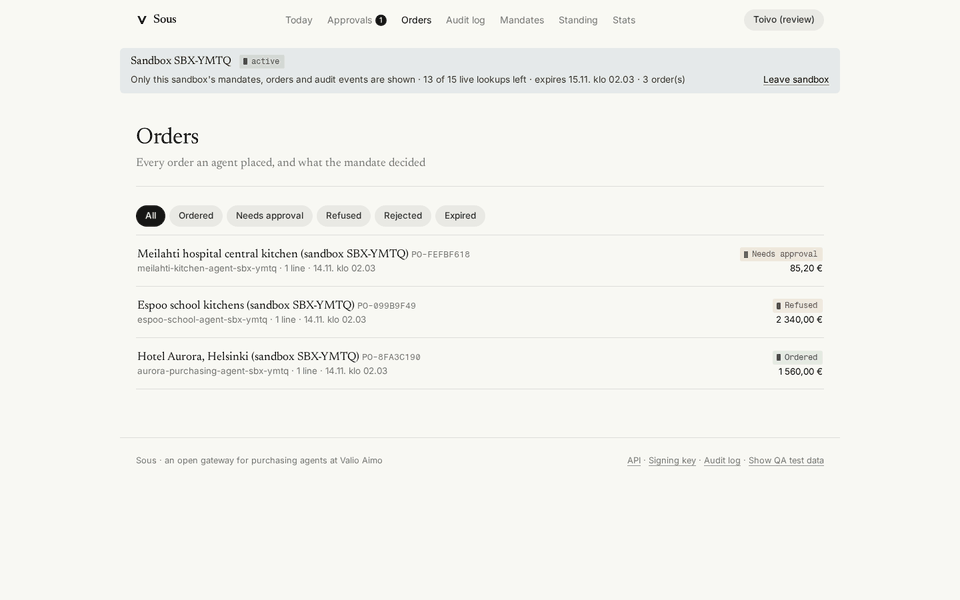 Sous
Today Approvals 1 Orders Audit log Mandates Standing Stats
Toivo (review)
Sandbox SBX-YMTQ active
Only this sandbox's mandates, orders and audit events are shown · 13 of 15 live lookups left · expires 15.11. klo 02.03 · 3 order(s)
Leave sandbox
Orders
Every order an agent placed, and what the mandate decided
All Ordered Needs approval Refused Rejected Expired
Meilahti hospital central kitchen (sandbox SBX-YMTQ) PO-FEFBF618 Needs approval
meilahti-kitchen-agent-sbx-ymtq · 1 line · 14.11. klo 02.03 85,20 €
Espoo school kitchens (sandbox SBX-YMTQ) PO-099B9F49 Refused
espoo-school-agent-sbx-ymtq · 1 line · 14.11. klo 02.03 2 340,00 €
Hotel Aurora, Helsinki (sandbox SBX-YMTQ) PO-8FA3C190 Ordered
aurora-purchasing-agent-sbx-ymtq · 1 line · 14.11. klo 02.03 1 560,00 €
Sous · an open gateway for purchasing agents at Valio Aimo
API · Signing key · Audit log · Show QA test data